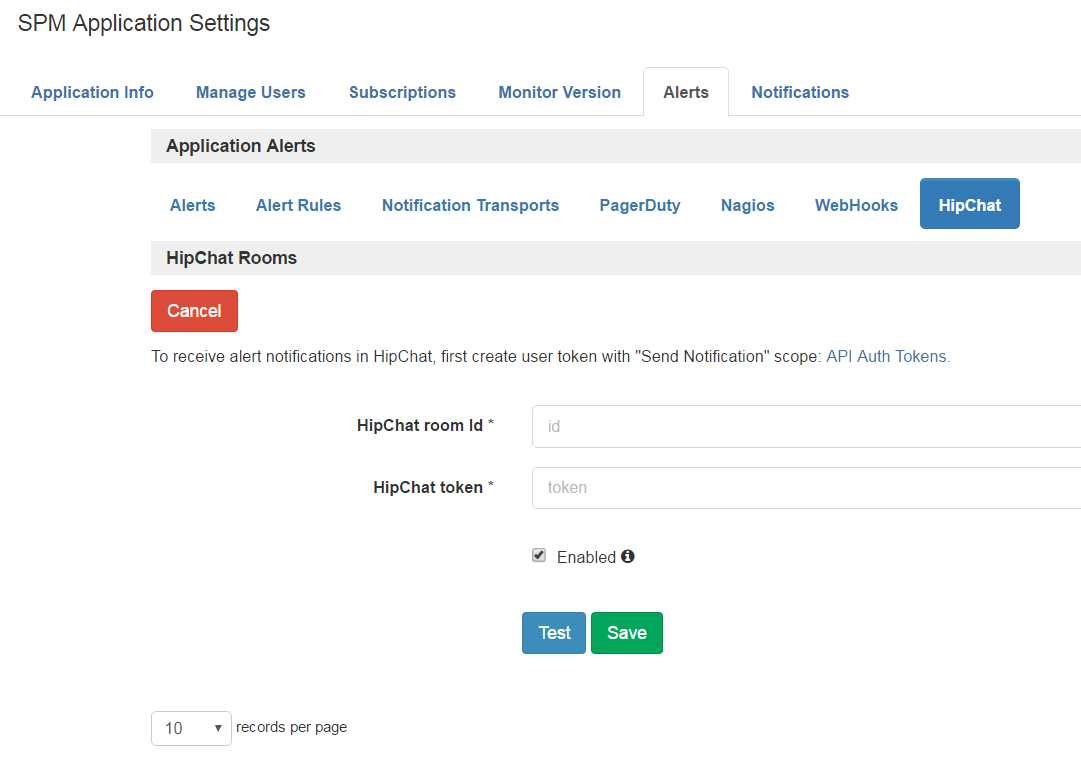 SPM Application Settings
Application Info Manage Users Subscriptions Monitor Version Alerts Notifications
Application Alerts
Alerts Alert Rules Notification Transports PagerDuty Nagios WebHooks HipChat
HipChat Rooms
Cancel
To receive alert notifications in HipChat, first create user token with "Send Notification" scope: API Auth Tokens.
HipChat room Id * id
HipChat token * token
Enabled
Test Save
10 records per page